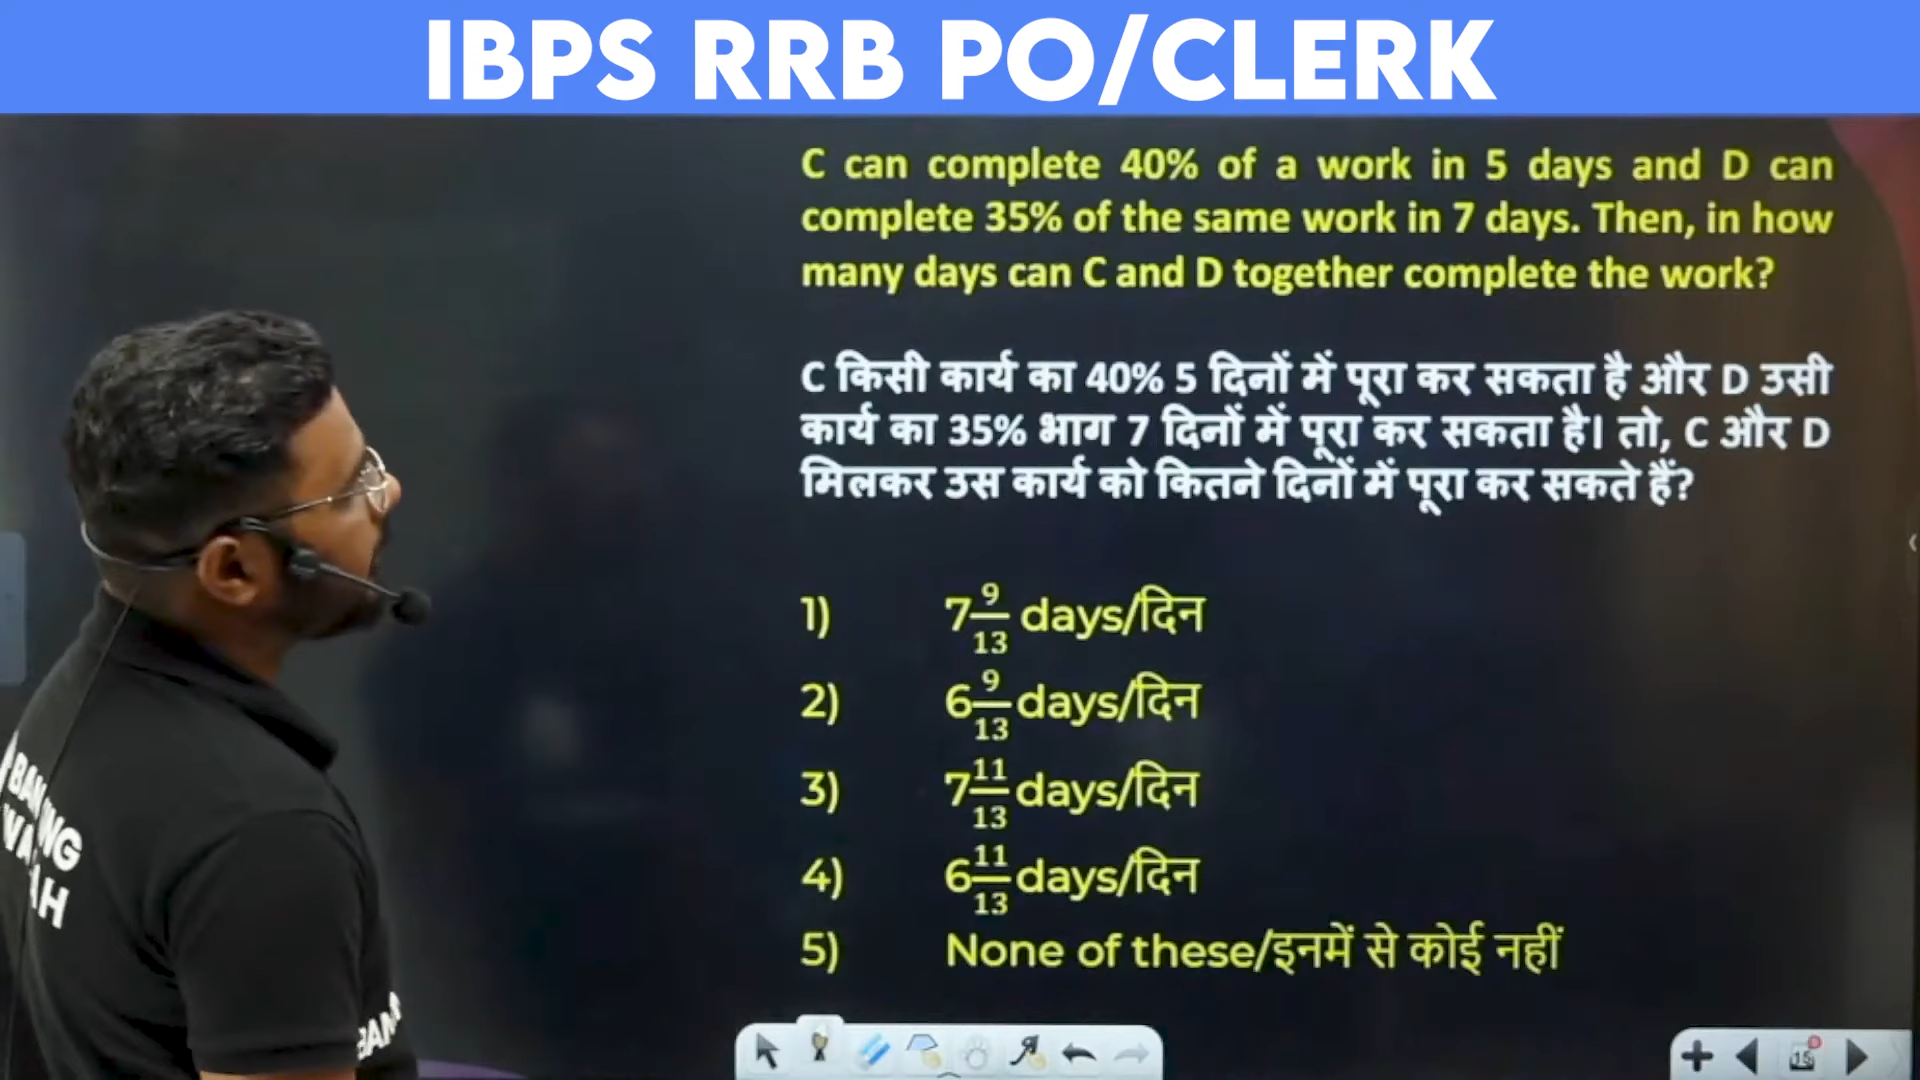 IBPS RRB PO/CLERK
C can complete 40% of a work in 5 days and D can
complete 35% of the same work in 7 days. Then, in how
many days can C and D together complete the work?
C किसी कार्य का 40% 5 दिनों में पूरा कर सकता है और D उसी
कार्य का 35% भाग 7 दिनों में पूरा कर सकता है। तो, C और D
मिलकर उस कार्य को कितने दिनों में पूरा कर सकते हैं?
1) 7 9/13 days/दिन
2) 6 9/13 days/दिन
3) 7 11/13 days/दिन
4) 6 11/13 days/दिन
5) None of these/इनमें से कोई नहीं
15